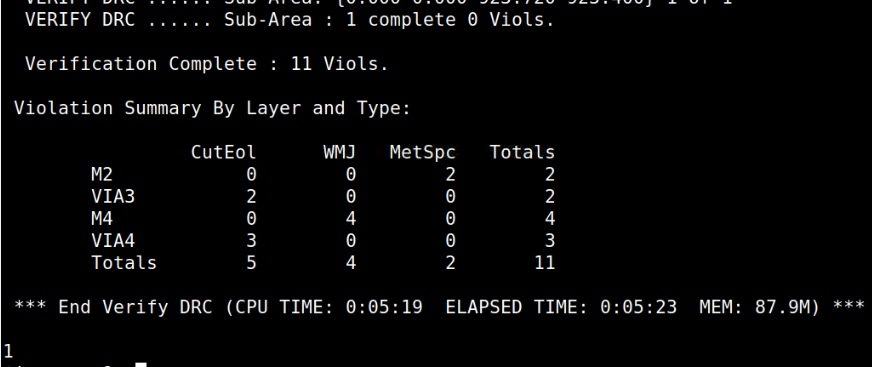 VERIFY DRC ...... Sub-Area : 1 complete 0 Viols.
Verification Complete : 11 Viols.
Violation Summary By Layer and Type:
CutEol WMJ MetSpc Totals
M2 0 0 2 2
VIA3 2 0 0 2
M4 0 4 0 4
VIA4 3 0 0 3
Totals 5 4 2 11
*** End Verify DRC (CPU TIME: 0:05:19 ELAPSED TIME: 0:05:23 MEM: 87.9M) ***
1